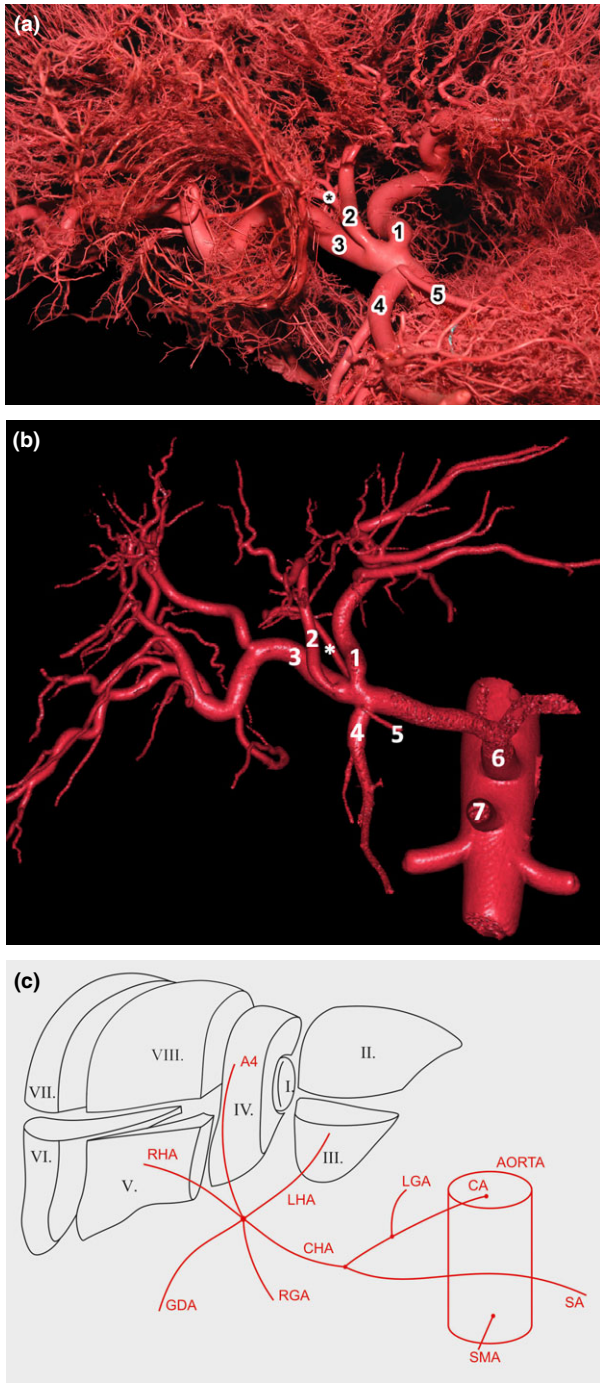 (a)
*
2
1
3
4
5
(b)
2
*
1
3
4
5
6
7
(c)
VIII.
A4
II.
VII.
I.
IV.
VI.
RHA
V.
III.
LHA
LGA
AORTA
CA
CHA
GDA
RGA
SA
SMA